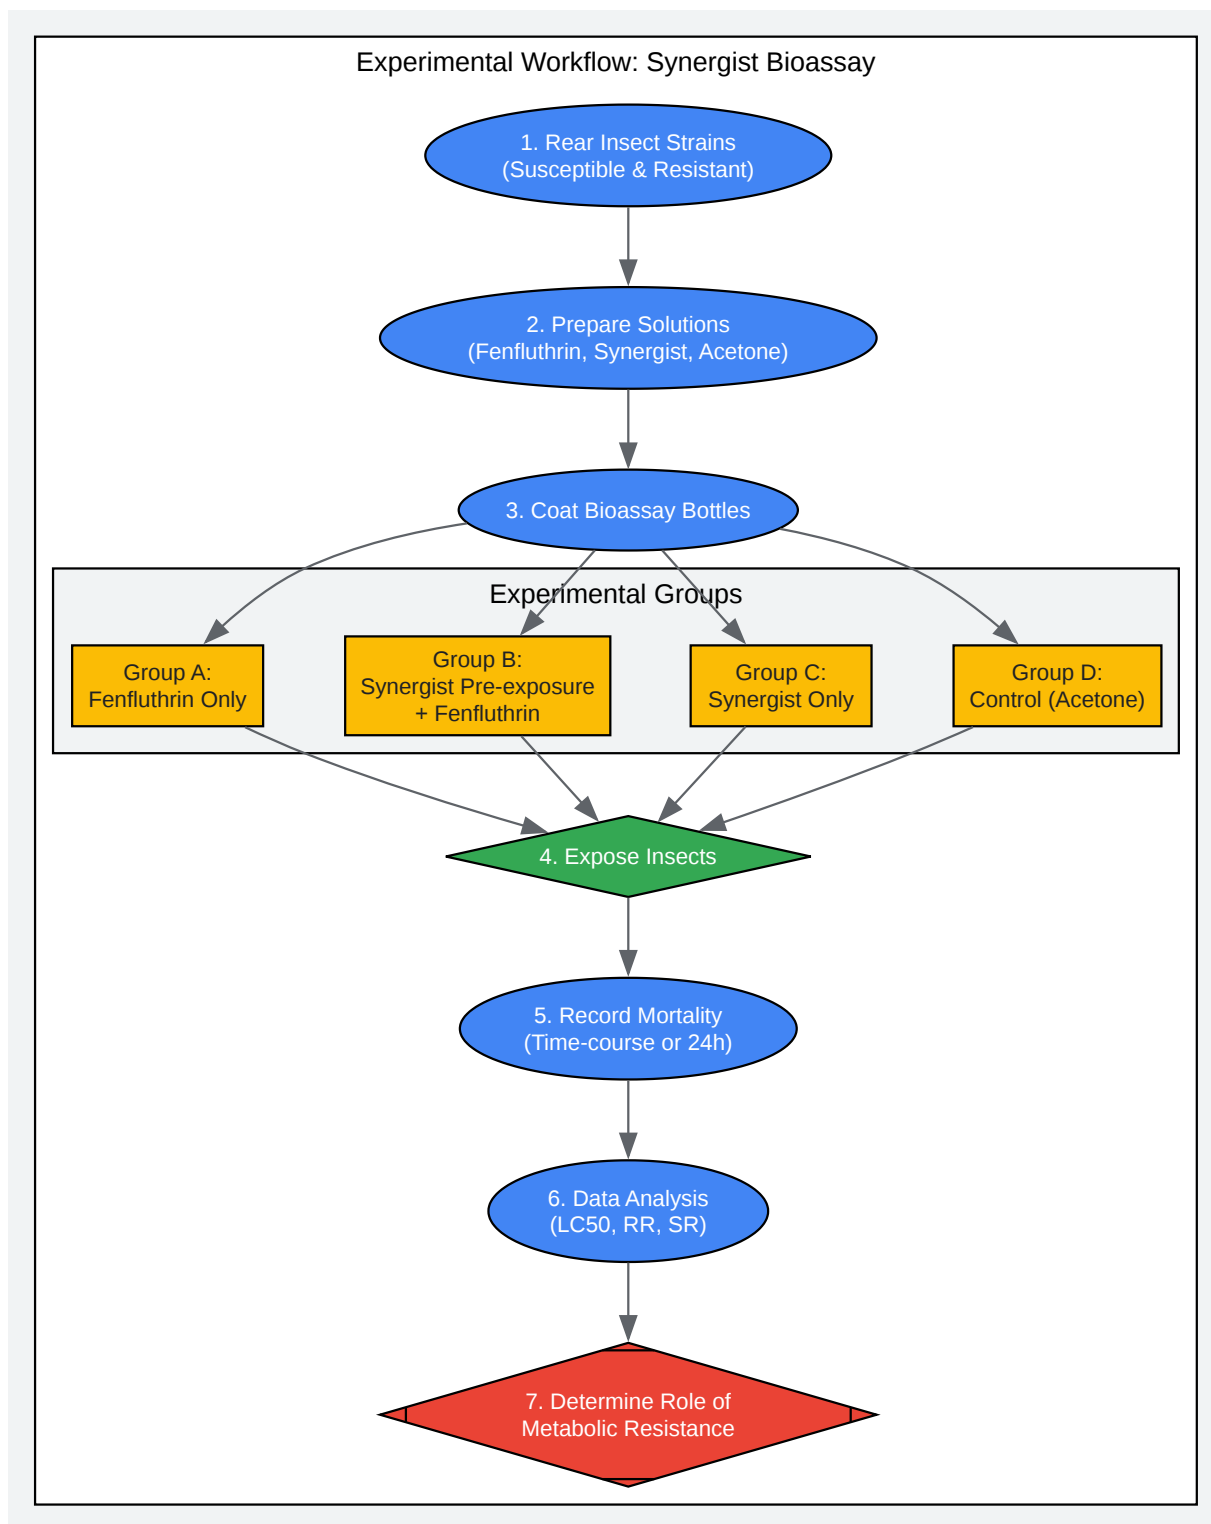 Experimental Workflow: Synergist Bioassay
1. Rear Insect Strains
(Susceptible & Resistant)
2. Prepare Solutions
(Fenfluthrin, Synergist, Acetone)
3. Coat Bioassay Bottles
Experimental Groups
Group A:
Fenfluthrin Only
Group B:
Synergist Pre-exposure
+ Fenfluthrin
Group C:
Synergist Only
Group D:
Control (Acetone)
4. Expose Insects
5. Record Mortality
(Time-course or 24h)
6. Data Analysis
(LC50, RR, SR)
7. Determine Role of
Metabolic Resistance